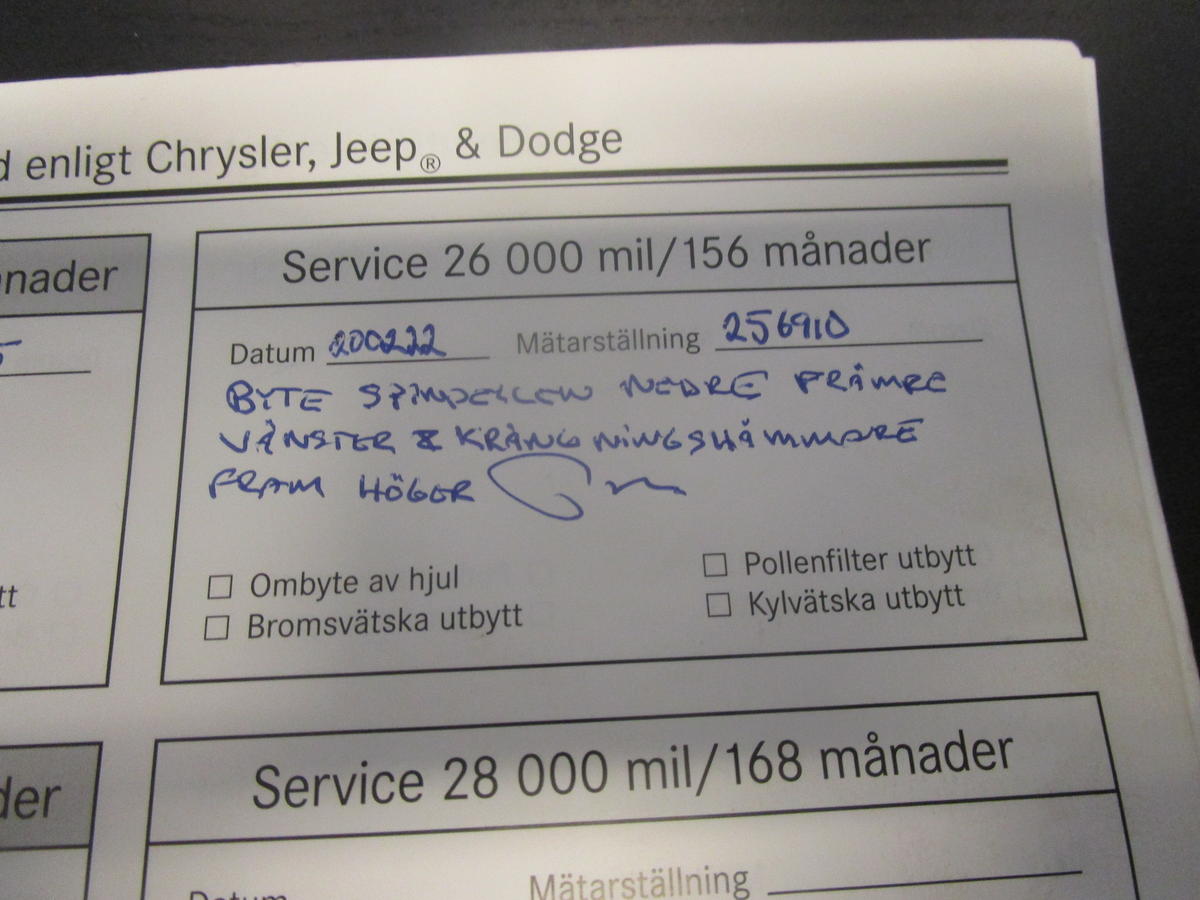 d enligt Chrysler, Jeep® & Dodge
nader
Service 26 000 mil/156 månader
Datum 200222 Mätarställning 256910
BYTE SPINDELLED NEDRE FRÄMRE
VÄNSTER & KRÄNGNINGSHÄMMARE
FRAM HÖGER
Ombyte av hjul
Pollenfilter utbytt
tt
Bromsvätska utbytt
Kylvätska utbytt
der
Service 28 000 mil/168 månader
Datum Mätarställning